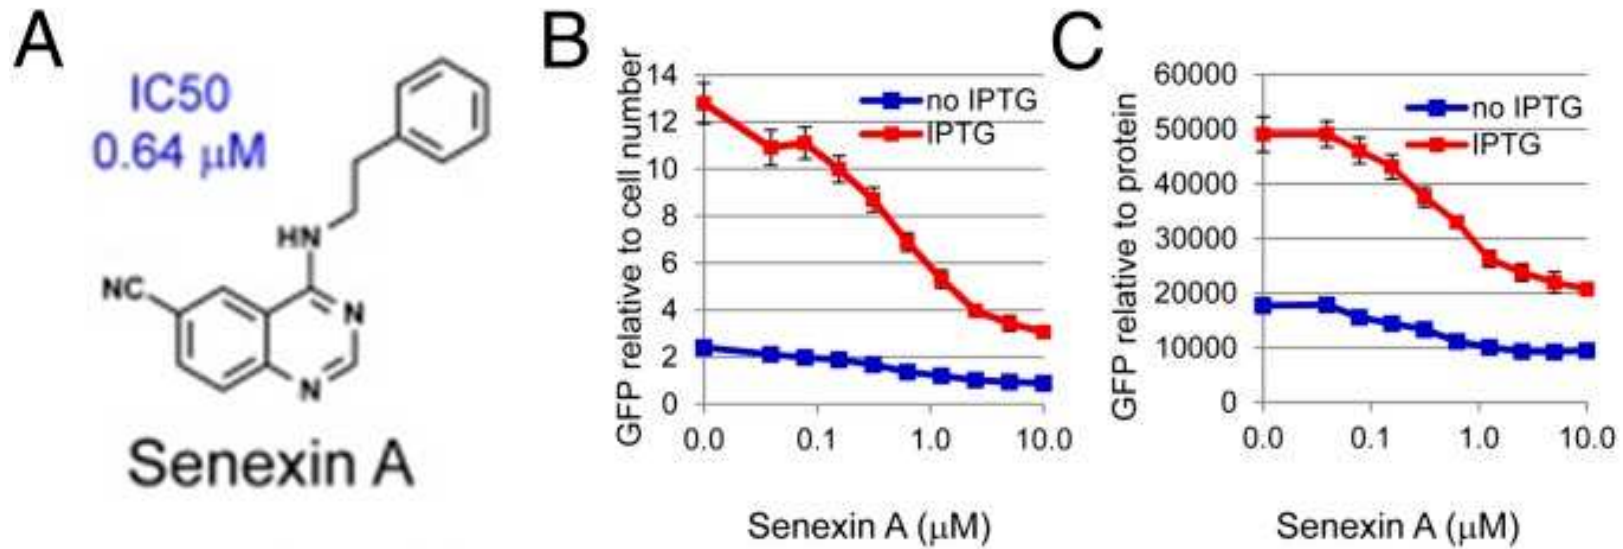 A
IC50
0.64 μM
HN
NC
N
N
Senexin A
B
GFP relative to cell number
14
12
10
8
6
4
2
0
no IPTG
IPTG
0.0
0.1
1.0
10.0
Senexin A (μM)
C
GFP relative to protein
60000
50000
40000
30000
20000
10000
0
no IPTG
IPTG
0.0
0.1
1.0
10.0
Senexin A (μM)